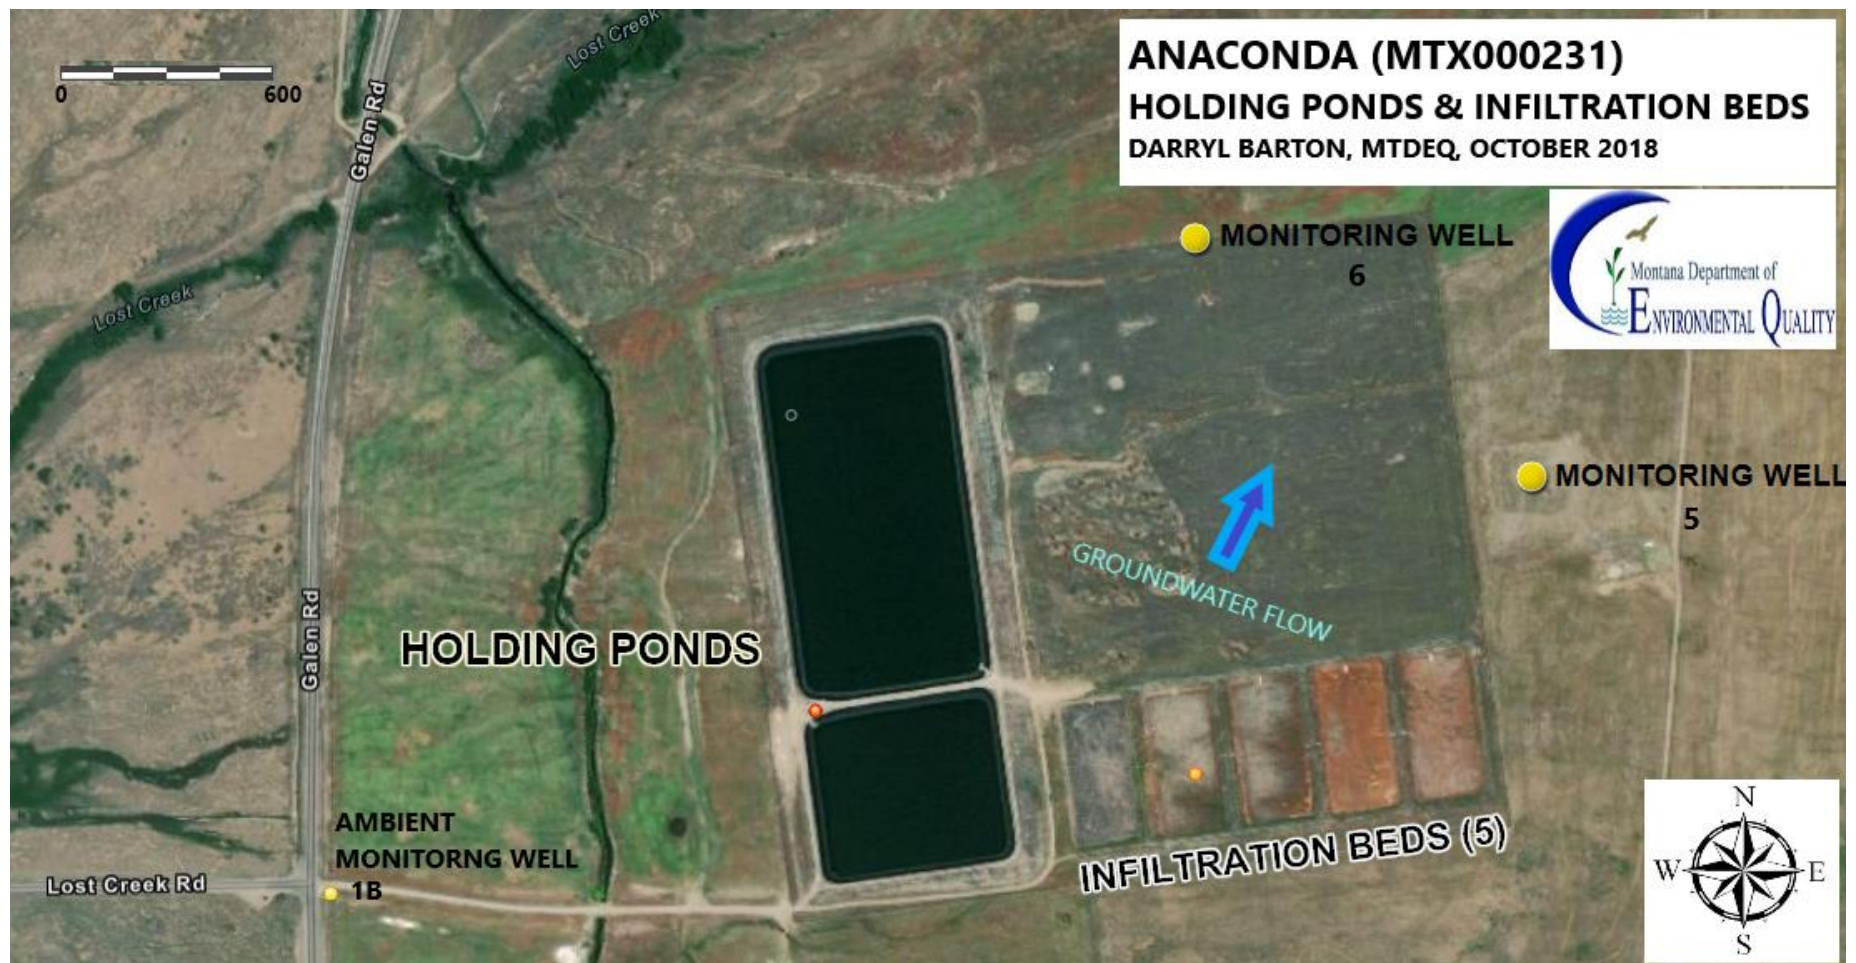 ANACONDA (MTX000231)
HOLDING PONDS & INFILTRATION BEDS
DARRYL BARTON, MTDEQ, OCTOBER 2018
0 600
Galen Rd
Lost Creek
MONITORING WELL
6
Montana Department of
ENVIRONMENTAL QUALITY
Lost Creek
MONITORING WELL
5
GROUNDWATER FLOW
Galen Rd
HOLDING PONDS
AMBIENT
MONITORNG WELL
1B
Lost Creek Rd
INFILTRATION BEDS (5)
N
W E
S